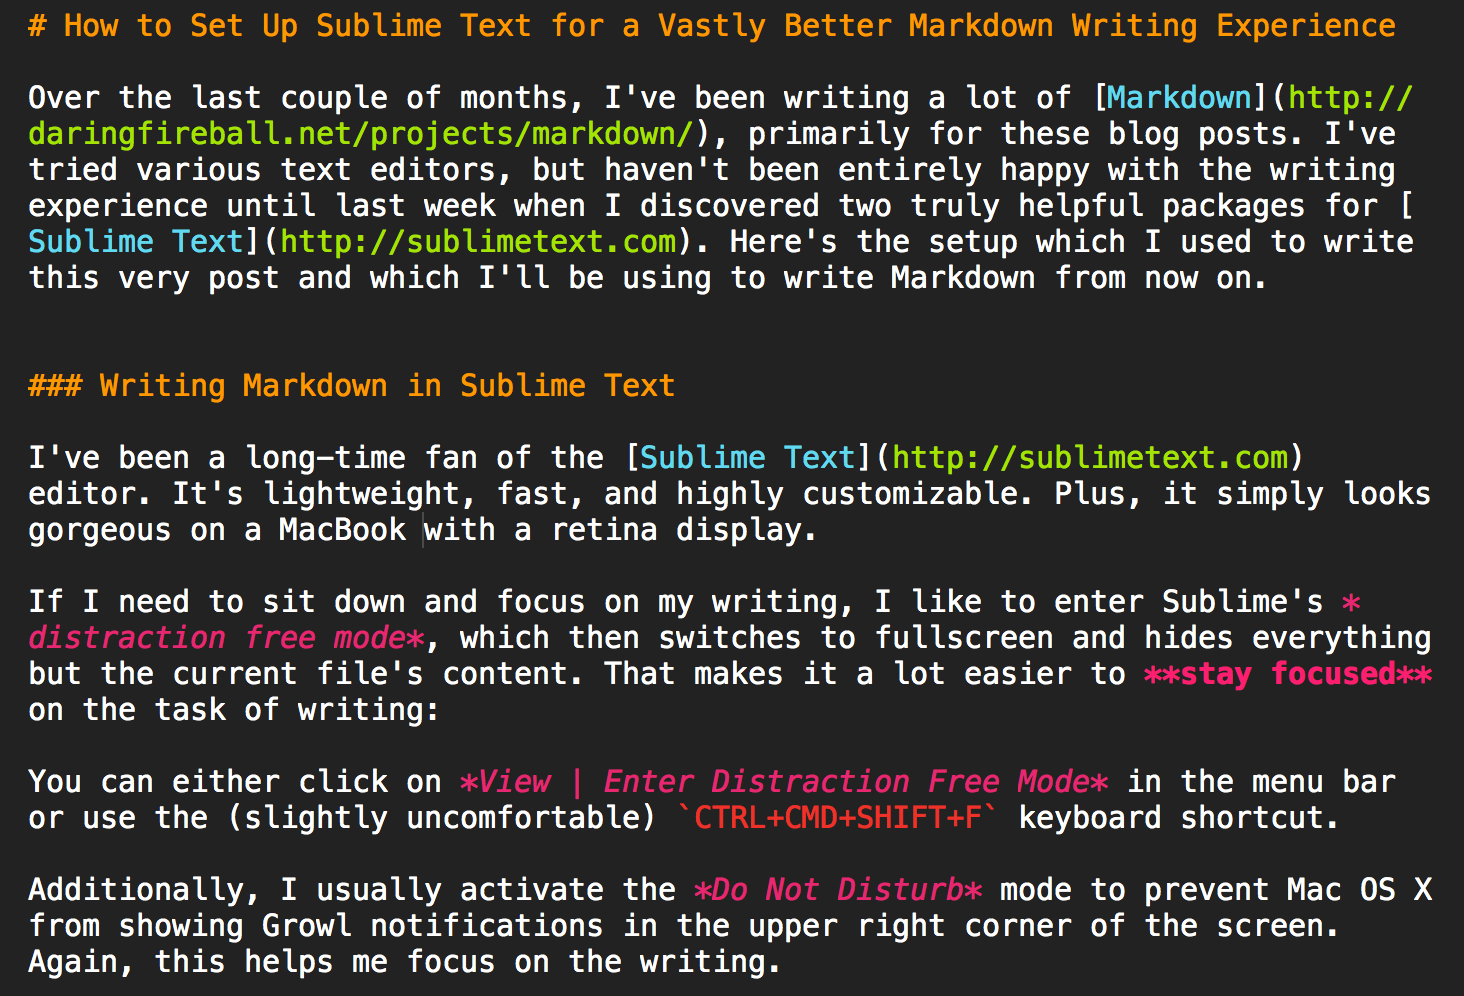 # How to Set Up Sublime Text for a Vastly Better Markdown Writing Experience
Over the last couple of months, I've been writing a lot of [Markdown](http://
daringfireball.net/projects/markdown/), primarily for these blog posts. I've
tried various text editors, but haven't been entirely happy with the writing
experience until last week when I discovered two truly helpful packages for [
Sublime Text](http://sublimetext.com). Here's the setup which I used to write
this very post and which I'll be using to write Markdown from now on.
### Writing Markdown in Sublime Text
I've been a long-time fan of the [Sublime Text](http://sublimetext.com)
editor. It's lightweight, fast, and highly customizable. Plus, it simply looks
gorgeous on a MacBook with a retina display.
If I need to sit down and focus on my writing, I like to enter Sublime's *
distraction free mode*, which then switches to fullscreen and hides everything
but the current file's content. That makes it a lot easier to **stay focused**
on the task of writing:
You can either click on *View | Enter Distraction Free Mode* in the menu bar
or use the (slightly uncomfortable) `CTRL+CMD+SHIFT+F` keyboard shortcut.
Additionally, I usually activate the *Do Not Disturb* mode to prevent Mac OS X
from showing Growl notifications in the upper right corner of the screen.
Again, this helps me focus on the writing.